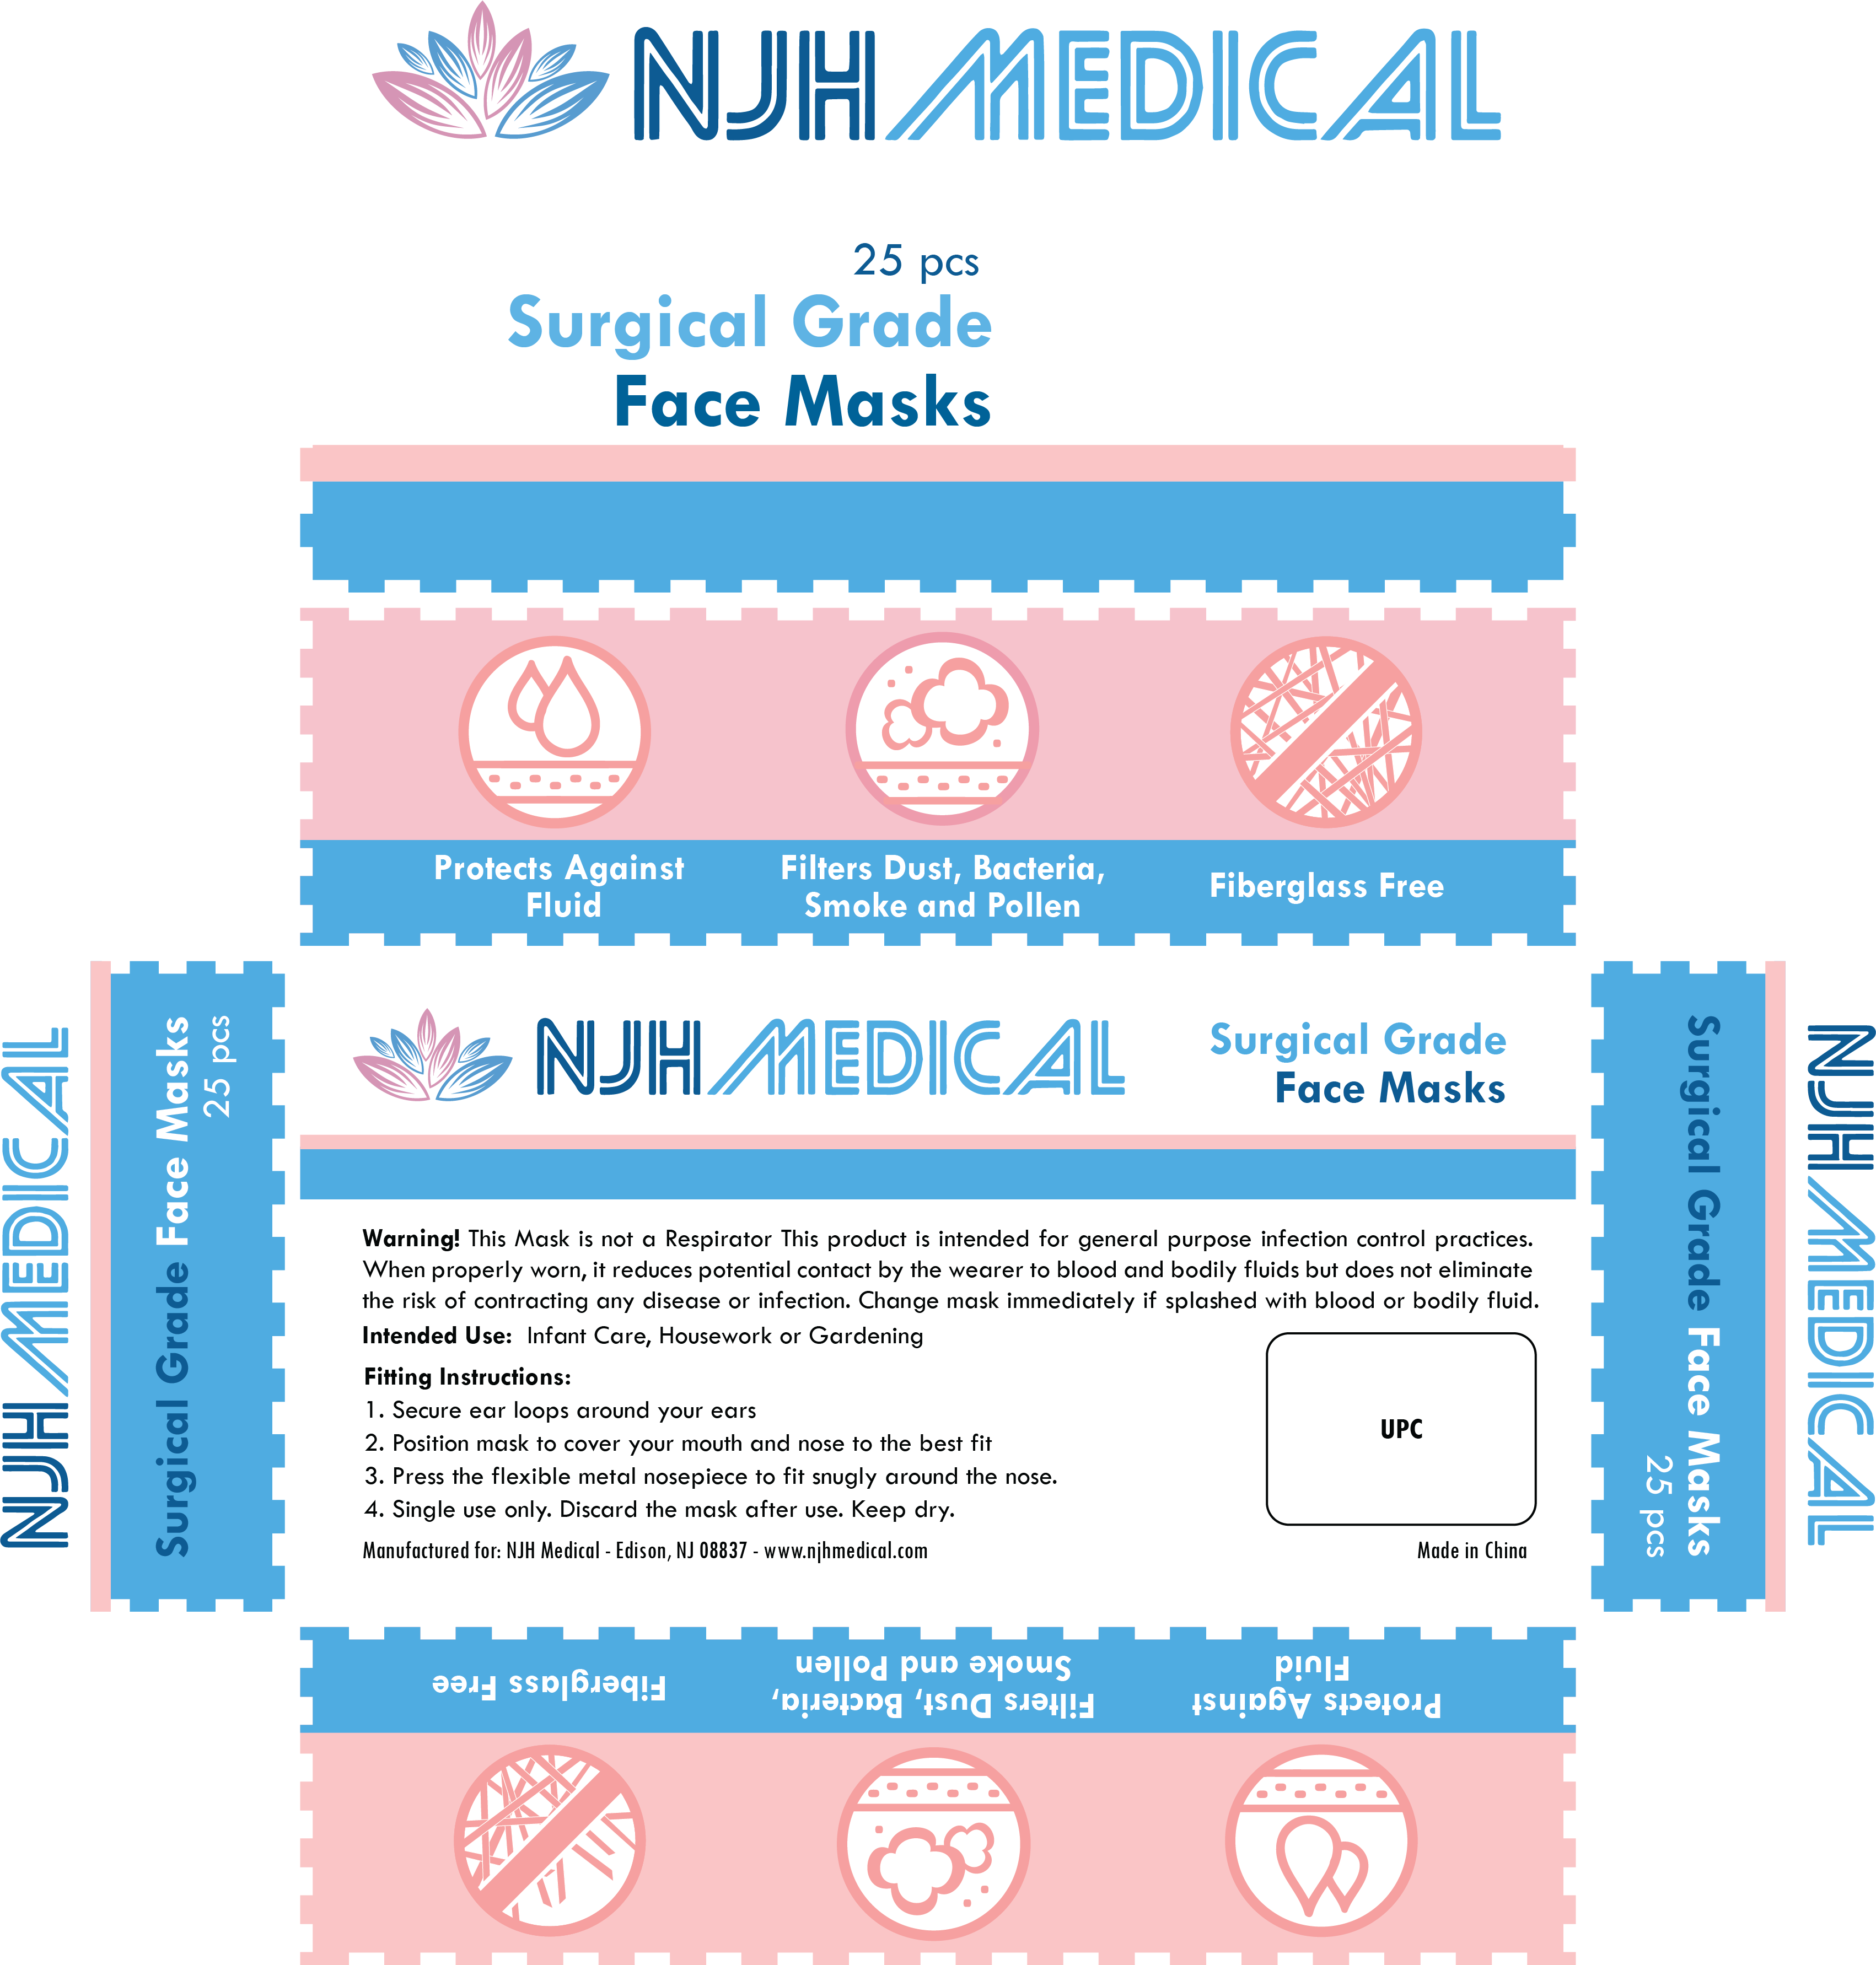 NJH MEDICAL
25 pcs
Surgical Grade
Face Masks
Protects Against
Fluid
Filters Dust, Bacteria,
Smoke and Pollen
Fiberglass Free
NJH MEDICAL
Surgical Grade Face Masks
25 pcs
NJH MEDICAL
Surgical Grade
Face Masks
Warning! This Mask is not a Respirator This product is intended for general purpose infection control practices.
When properly worn, it reduces potential contact by the wearer to blood and bodily fluids but does not eliminate
the risk of contracting any disease or infection. Change mask immediately if splashed with blood or bodily fluid.
Intended Use: Infant Care, Housework or Gardening
Fitting Instructions:
1. Secure ear loops around your ears
2. Position mask to cover your mouth and nose to the best fit
3. Press the flexible metal nosepiece to fit snugly around the nose.
4. Single use only. Discard the mask after use. Keep dry.
UPC
Manufactured for: NJH Medical - Edison, NJ 08837 - www.njhmedical.com
Made in China
Surgical Grade Face Masks
25 pcs
NJH MEDICAL
Protects Against
Fluid
Filters Dust, Bacteria,
Smoke and Pollen
Fiberglass Free